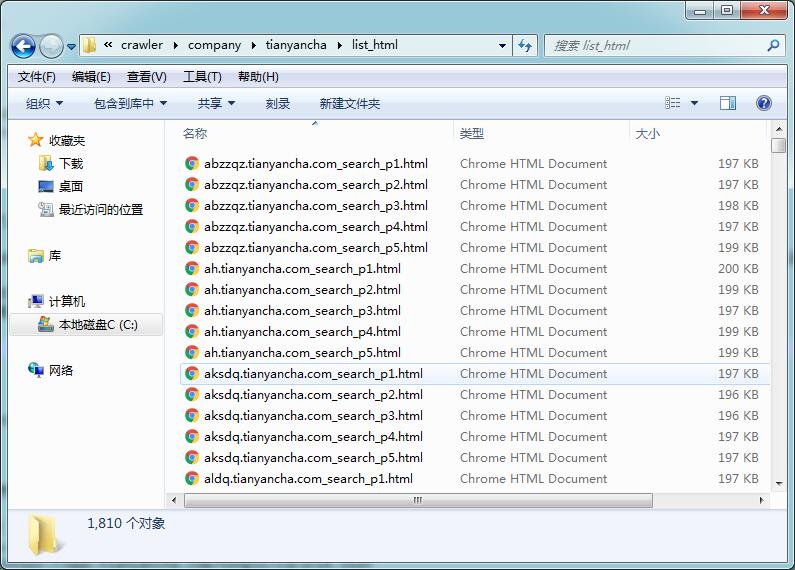 « crawler ▸ company ▸ tianyancha ▸ list_html
搜索 list_html
文件(F) 编辑(E) 查看(V) 工具(T) 帮助(H)
组织 包含到库中 共享 刻录 新建文件夹
收藏夹
下载
桌面
最近访问的位置
库
计算机
本地磁盘C (C:)
网络
名称 类型 大小
abzzqz.tianyancha.com_search_p1.html Chrome HTML Document 197 KB
abzzqz.tianyancha.com_search_p2.html Chrome HTML Document 197 KB
abzzqz.tianyancha.com_search_p3.html Chrome HTML Document 198 KB
abzzqz.tianyancha.com_search_p4.html Chrome HTML Document 197 KB
abzzqz.tianyancha.com_search_p5.html Chrome HTML Document 199 KB
ah.tianyancha.com_search_p1.html Chrome HTML Document 200 KB
ah.tianyancha.com_search_p2.html Chrome HTML Document 199 KB
ah.tianyancha.com_search_p3.html Chrome HTML Document 197 KB
ah.tianyancha.com_search_p4.html Chrome HTML Document 199 KB
ah.tianyancha.com_search_p5.html Chrome HTML Document 199 KB
aksdq.tianyancha.com_search_p1.html Chrome HTML Document 197 KB
aksdq.tianyancha.com_search_p2.html Chrome HTML Document 196 KB
aksdq.tianyancha.com_search_p3.html Chrome HTML Document 196 KB
aksdq.tianyancha.com_search_p4.html Chrome HTML Document 197 KB
aksdq.tianyancha.com_search_p5.html Chrome HTML Document 197 KB
aldq.tianyancha.com_search_p1.html Chrome HTML Document 197 KB
1,810 个对象